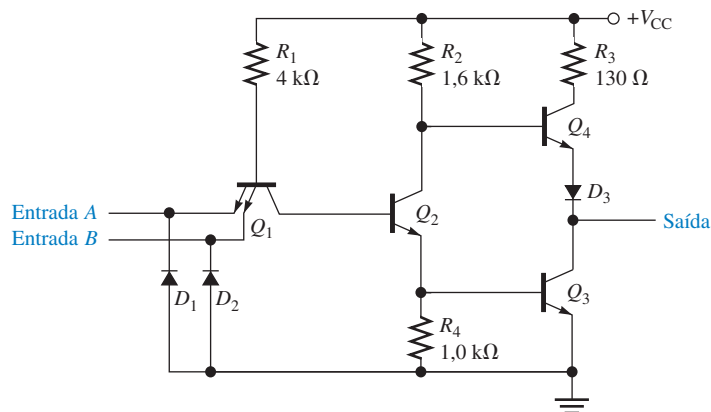 +V_CC
R_1
4 kΩ
R_2
1,6 kΩ
R_3
130 Ω
Q_4
D_3
Entrada A
Entrada B
Q_1
Q_2
Saída
D_1
D_2
Q_3
R_4
1,0 kΩ